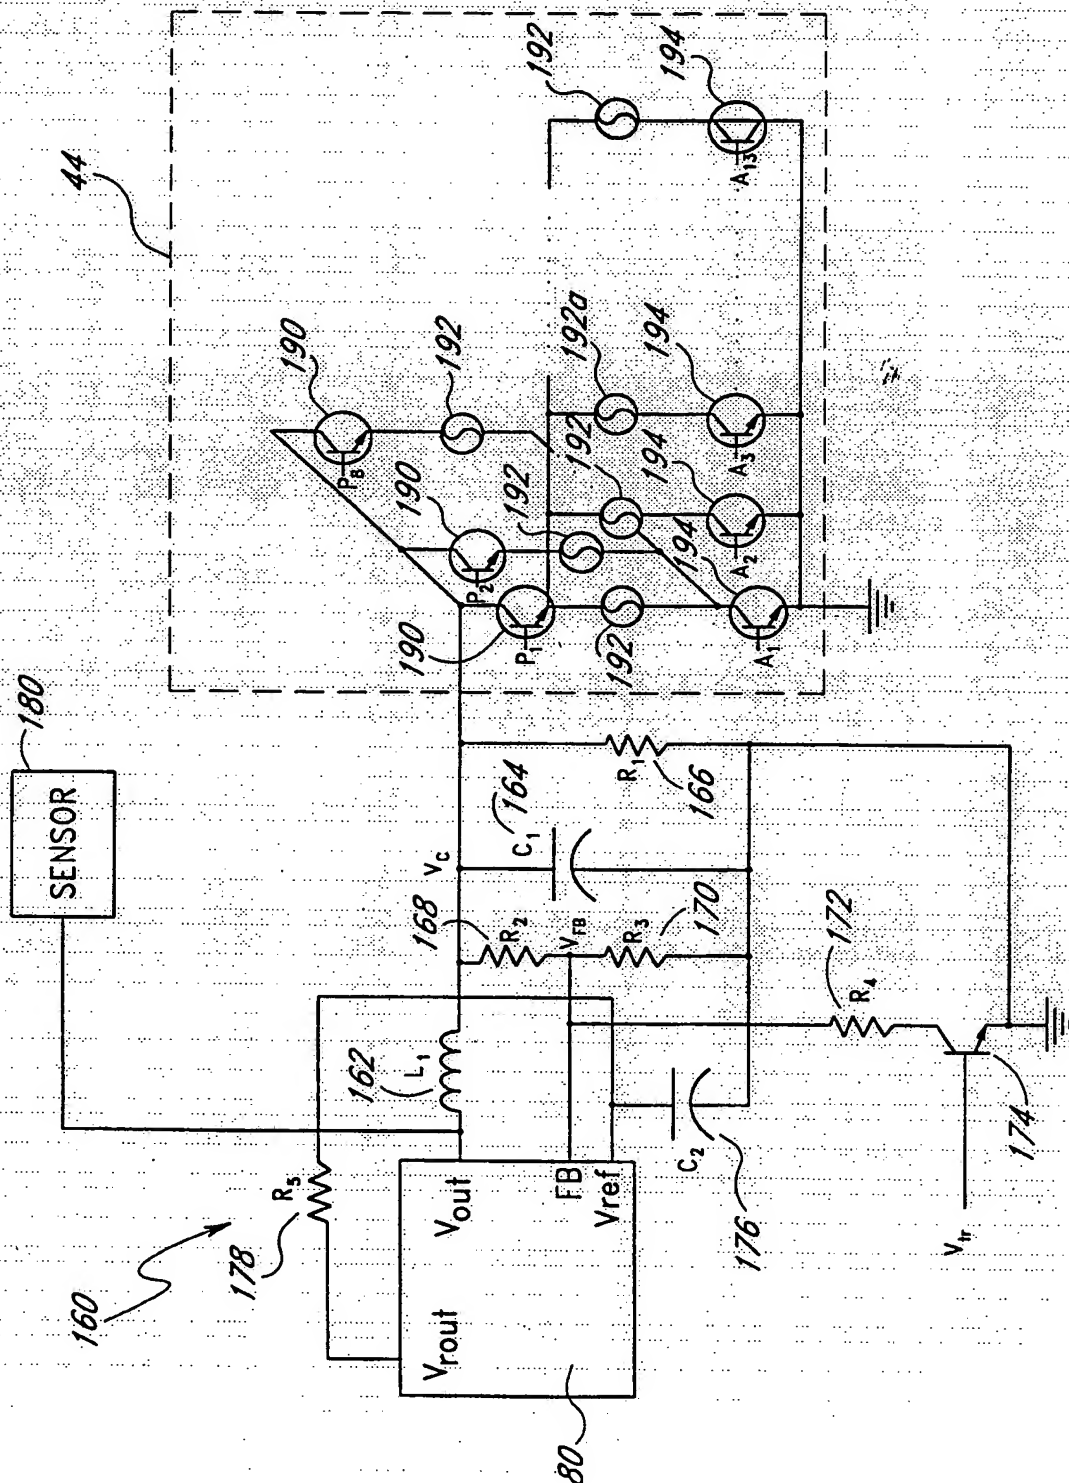 160
44
180
SENSOR
178
R5
190
P8
192
80
Vrout
Vout
FB
Vref
162
L1
168
R2
VC
VFB
R3
170
C1
164
R1
166
190
P1
P2
190
192
192
192
192a
192
C2
176
172
R4
Vtr
174
192
A1
194
A2
194
A3
194
A13
194